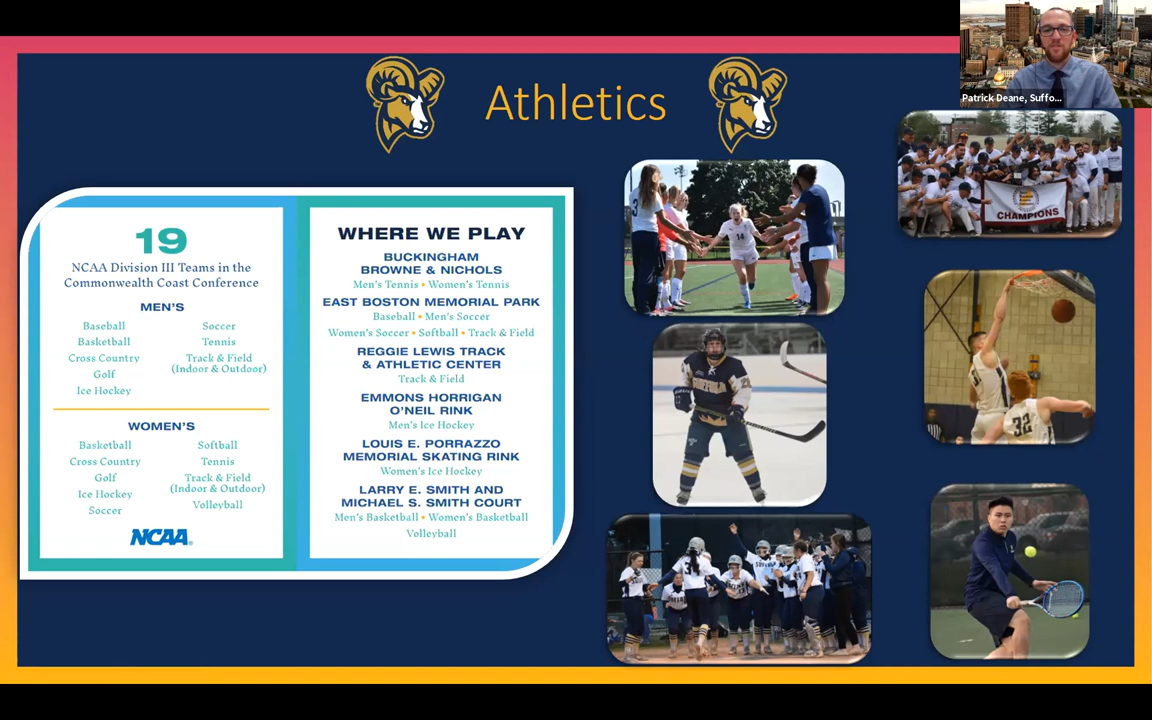 Athletics
Patrick Deane, Suffo...
19
NCAA Division III Teams in the
Commonwealth Coast Conference
MEN'S
Baseball
Basketball
Cross Country
Golf
Ice Hockey
Soccer
Tennis
Track & Field
(Indoor & Outdoor)
WOMEN'S
Basketball
Cross Country
Golf
Ice Hockey
Soccer
Softball
Tennis
Track & Field
(Indoor & Outdoor)
Volleyball
NCAA®
WHERE WE PLAY
BUCKINGHAM
BROWNE & NICHOLS
Men's Tennis • Women's Tennis
EAST BOSTON MEMORIAL PARK
Baseball • Men's Soccer
Women's Soccer • Softball • Track & Field
REGGIE LEWIS TRACK
& ATHLETIC CENTER
Track & Field
EMMONS HORRIGAN
O'NEIL RINK
Men's Ice Hockey
LOUIS E. PORRAZZO
MEMORIAL SKATING RINK
Women's Ice Hockey
LARRY E. SMITH AND
MICHAEL S. SMITH COURT
Men's Basketball • Women's Basketball
Volleyball
3
14
CHAMPIONS
SUFFOLK
32